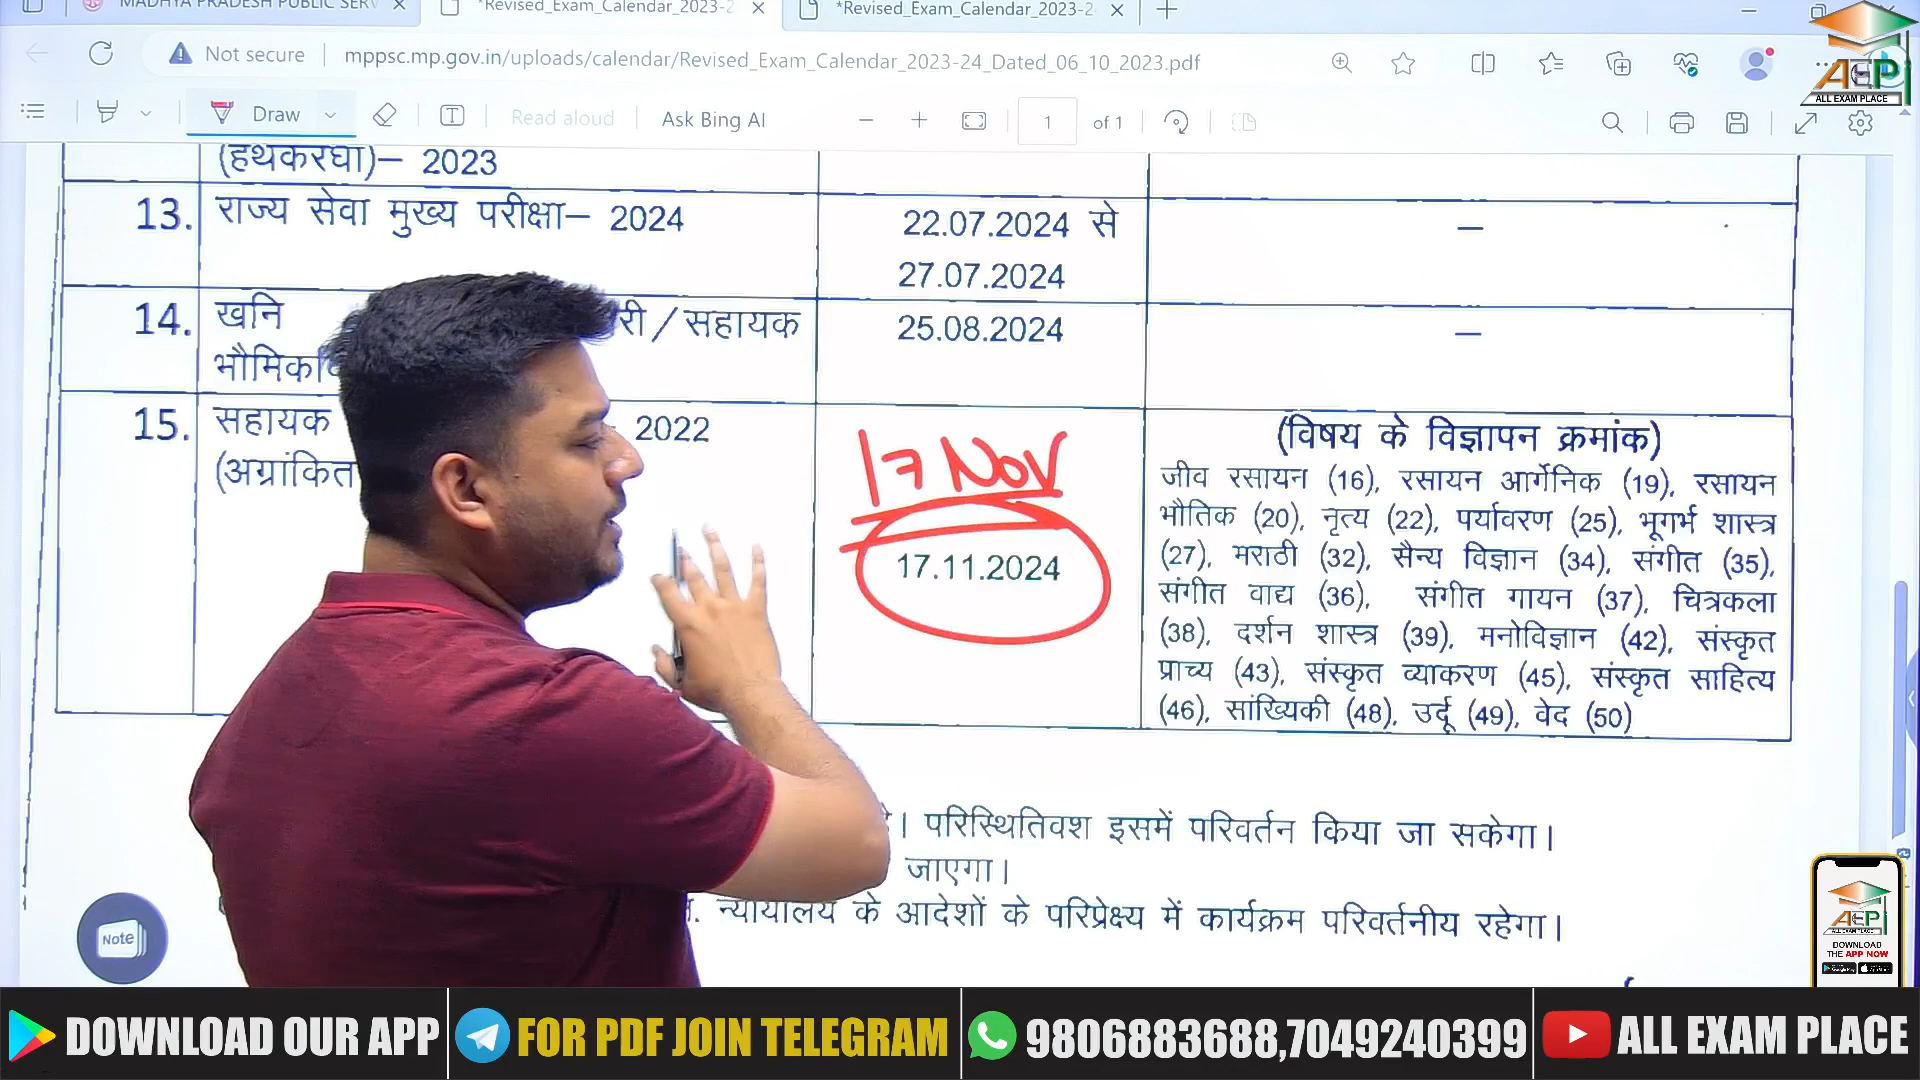 MADHYA PRADESH PUBLIC SERV
*Revised_Exam_Calendar_2023-2
*Revised_Exam_Calendar_2023-2
Not secure
mppsc.mp.gov.in/uploads/calendar/Revised_Exam_Calendar_2023-24_Dated_06_10_2023.pdf
Draw
Read aloud
Ask Bing AI
1
of 1
AEP
ALL EXAM PLACE
(हथकरघा)– 2023
13. राज्य सेवा मुख्य परीक्षा– 2024
22.07.2024 से
27.07.2024
–
14. खनि
री/सहायक
भौमिकी
25.08.2024
–
15. सहायक 2022
(अग्रांकित
17 Nov
17.11.2024
(विषय के विज्ञापन क्रमांक)
जीव रसायन (16), रसायन आर्गेनिक (19), रसायन
भौतिक (20), नृत्य (22), पर्यावरण (25), भूगर्भ शास्त्र
(27), मराठी (32), सैन्य विज्ञान (34), संगीत (35),
संगीत वाद्य (36), संगीत गायन (37), चित्रकला
(38), दर्शन शास्त्र (39), मनोविज्ञान (42), संस्कृत
प्राच्य (43), संस्कृत व्याकरण (45), संस्कृत साहित्य
(46), सांख्यिकी (48), उर्दू (49), वेद (50)
। परिस्थितिवश इसमें परिवर्तन किया जा सकेगा।
जाएगा।
न्यायालय के आदेशों के परिप्रेक्ष्य में कार्यक्रम परिवर्तनीय रहेगा।
Note
AEP
ALL EXAM PLACE
DOWNLOAD
THE APP NOW
DOWNLOAD OUR APP
FOR PDF JOIN TELEGRAM
9806883688,7049240399
ALL EXAM PLACE